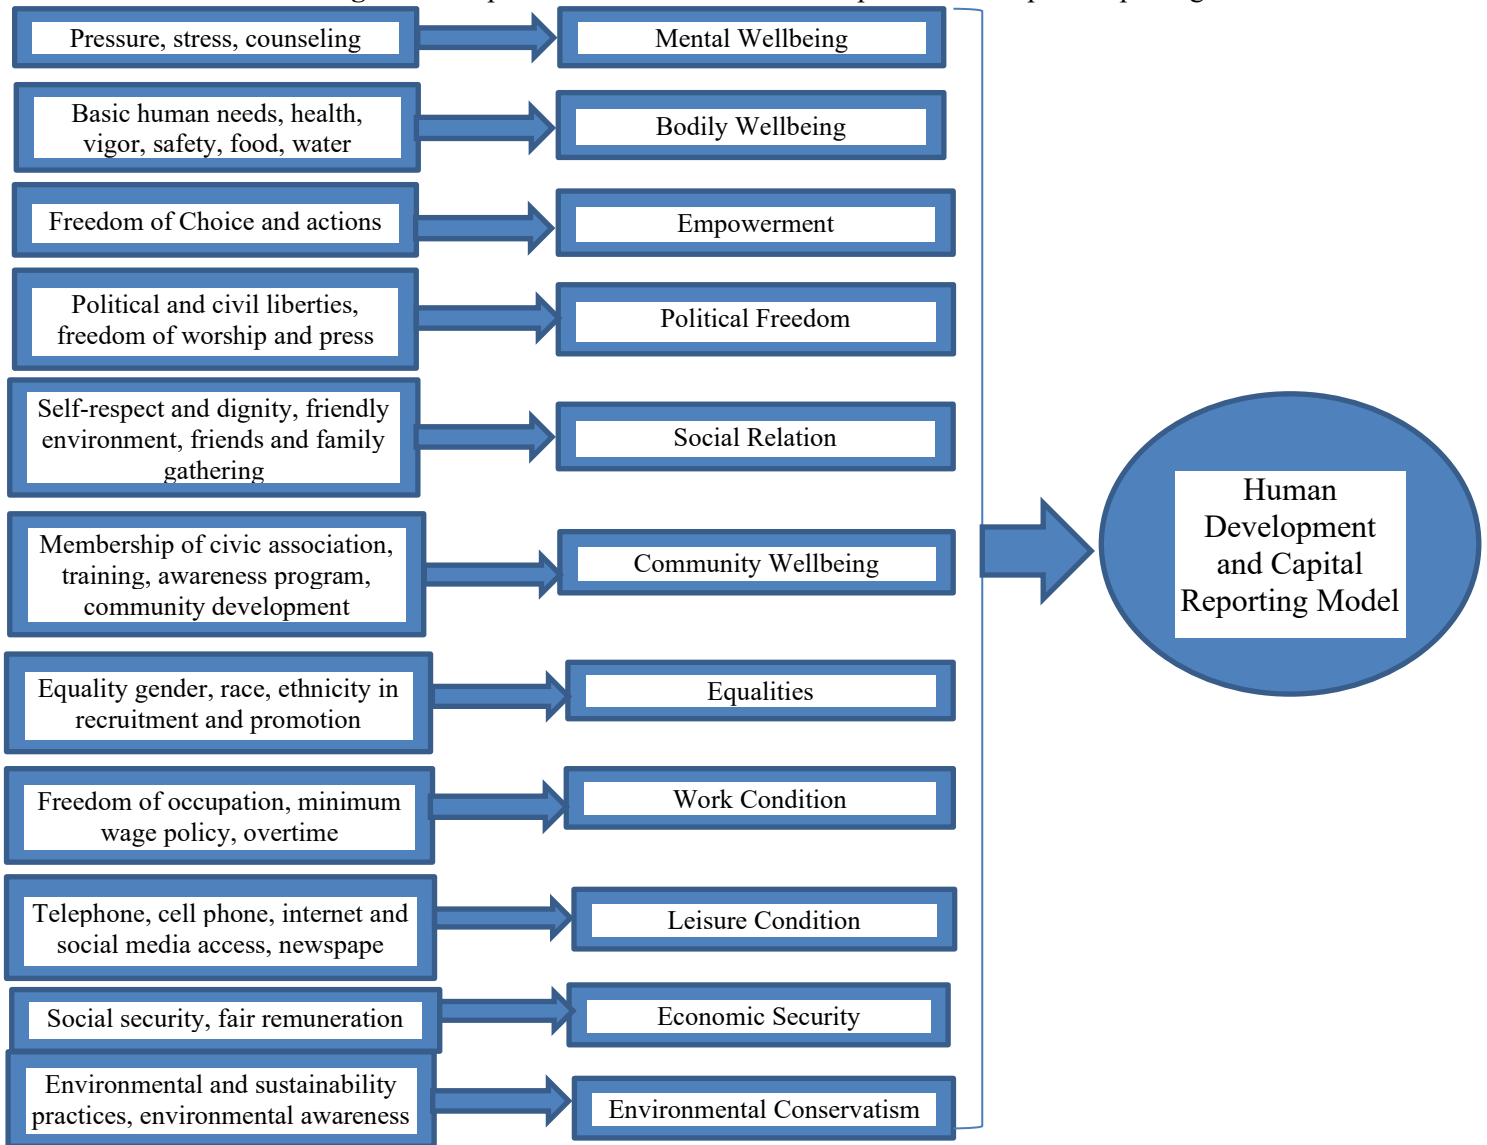 Pressure, stress, counseling
Mental Wellbeing
Basic human needs, health,
vigor, safety, food, water
Bodily Wellbeing
Freedom of Choice and actions
Empowerment
Political and civil liberties,
freedom of worship and press
Political Freedom
Self-respect and dignity, friendly
environment, friends and family
gathering
Social Relation
Membership of civic association,
training, awareness program,
community development
Community Wellbeing
Equality gender, race, ethnicity in
recruitment and promotion
Equalities
Freedom of occupation, minimum
wage policy, overtime
Work Condition
Telephone, cell phone, internet and
social media access, newspape
Leisure Condition
Social security, fair remuneration
Economic Security
Environmental and sustainability
practices, environmental awareness
Environmental Conservatism
Human
Development
and Capital
Reporting Model